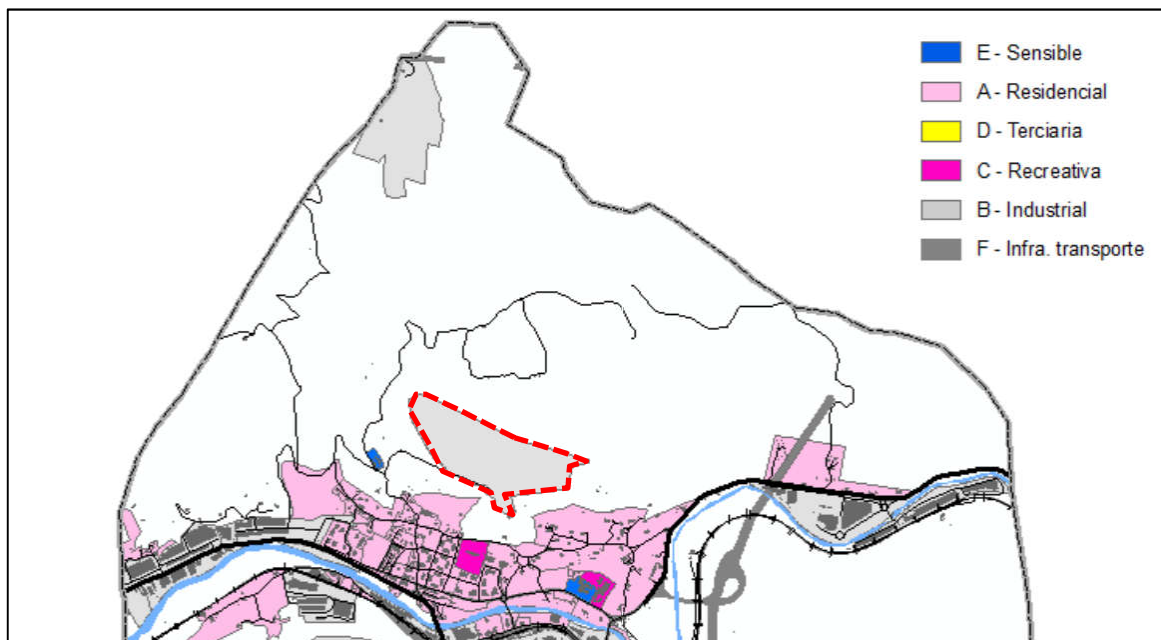 E - Sensible
A - Residencial
D - Terciaria
C - Recreativa
B - Industrial
F - Infra. transporte